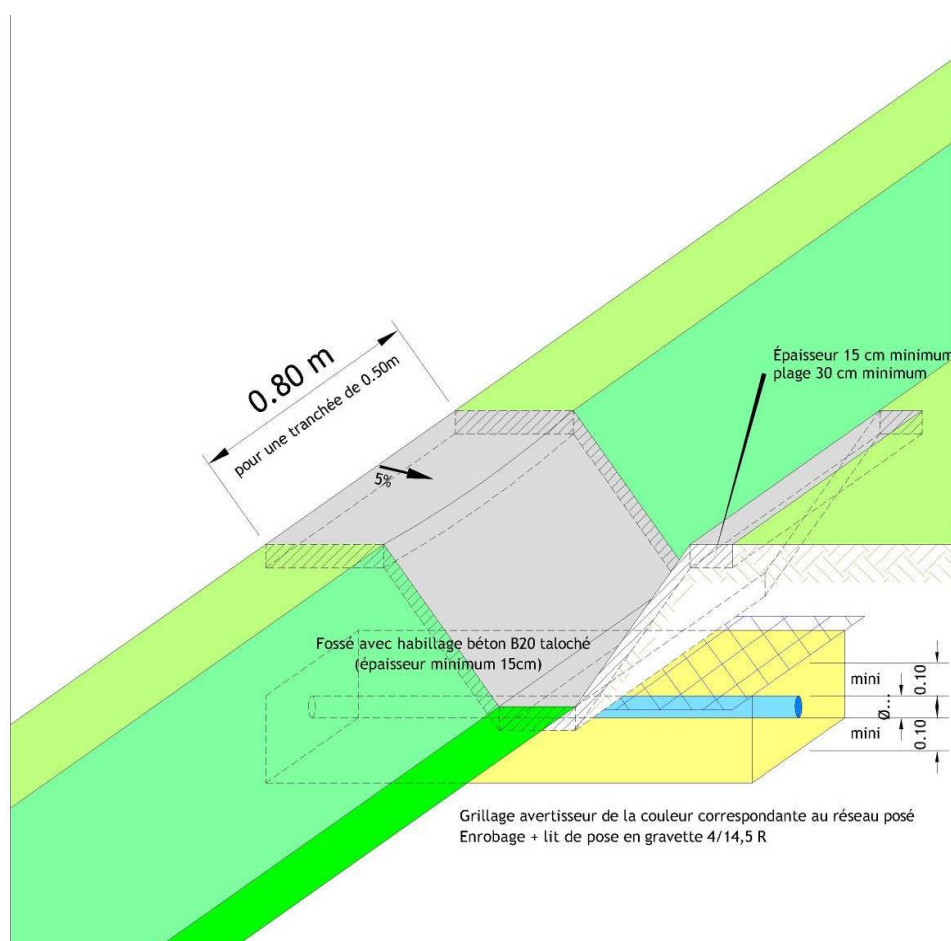 0.80 m
pour une tranchée de 0.50m
Épaisseur 15 cm minimum
plage 30 cm minimum
5%
Fossé avec habillage béton B20 taloché
(épaisseur minimum 15cm)
mini
0.10
Ø...
mini
0.10
Grillage avertisseur de la couleur correspondante au réseau posé
Enrobage + lit de pose en gravette 4/14,5 R